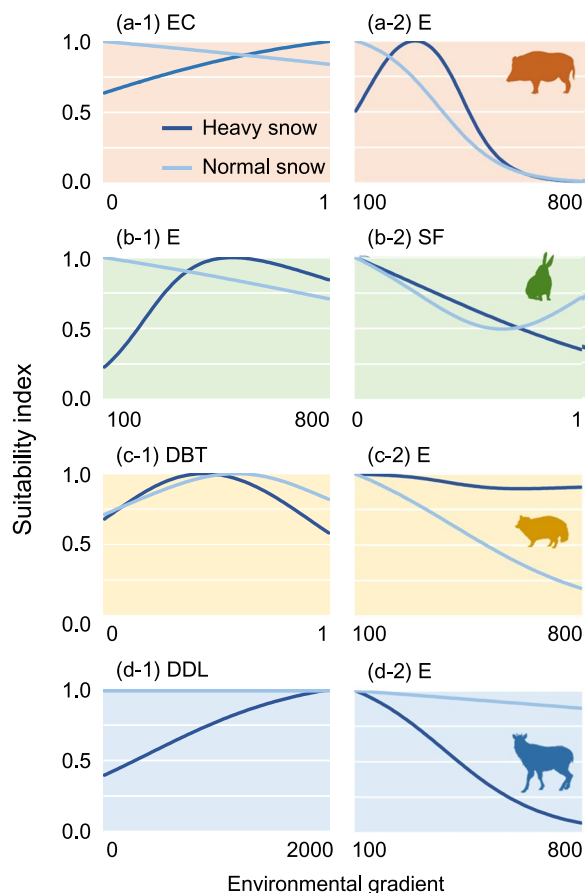 (a-1) EC
(a-2) E
1.0
0.5
0.0
Heavy snow
Normal snow
0
1
100
800
(b-1) E
(b-2) SF
1.0
0.5
0.0
100
800
0
1
(c-1) DBT
(c-2) E
1.0
0.5
0.0
0
1
100
800
(d-1) DDL
(d-2) E
1.0
0.5
0.0
0
2000
100
800
Suitability index
Environmental gradient